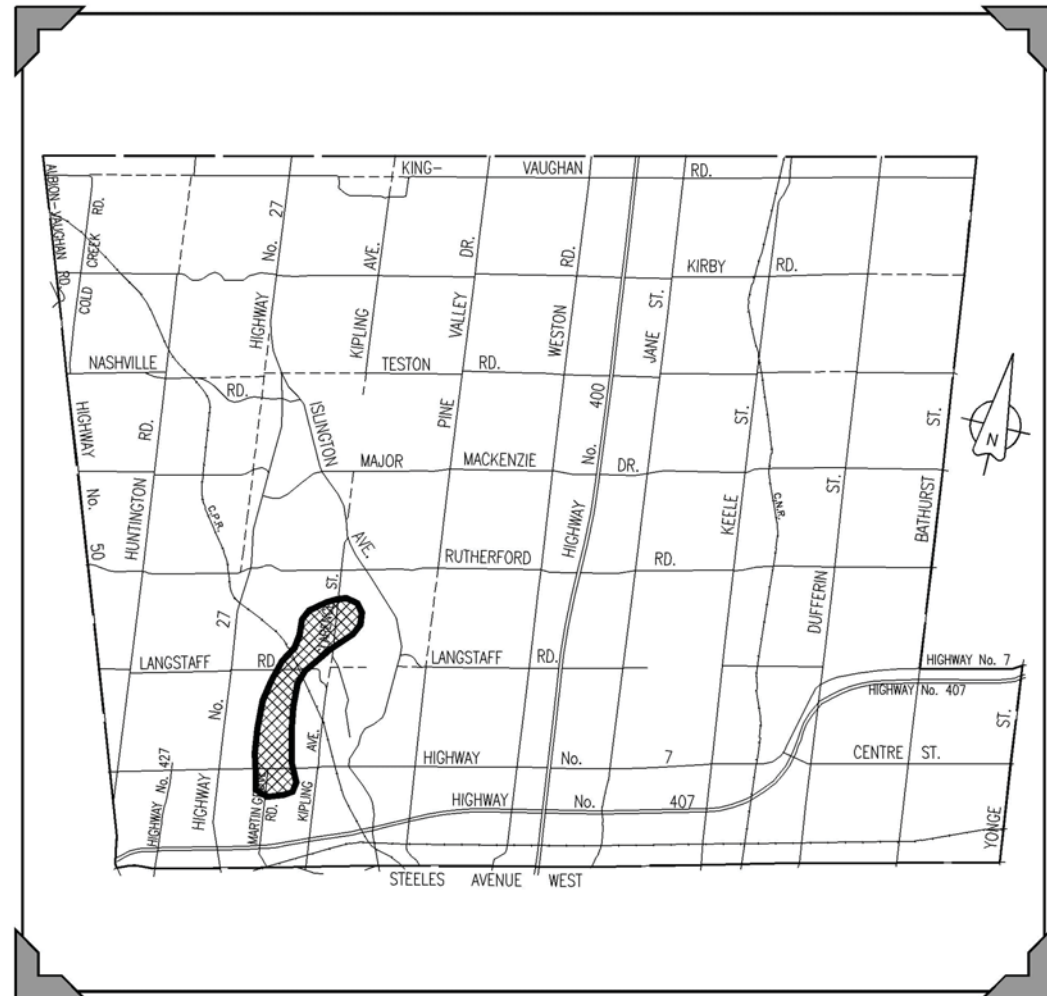 KING- VAUGHAN RD.
ALBION-VAUGHAN RD.
COLD CREEK RD.
HIGHWAY No. 27
KIPLING AVE.
PINE VALLEY DR.
WESTON RD.
KIRBY RD.
JANE ST.
NASHVILLE RD.
TESTON RD.
HIGHWAY No. 50
HUNTINGTON RD.
ISLINGTON AVE.
HIGHWAY No. 400
MAJOR MACKENZIE DR.
KEELE ST.
DUFFERIN ST.
BATHURST ST.
N
C.P.R.
C.N.R.
RUTHERFORD RD.
ST.
LANGSTAFF RD.
LANGSTAFF RD.
HIGHWAY No. 7
HIGHWAY No. 407
HIGHWAY No. 27
HIGHWAY No. 427
MARTIN RD.
KIPLING AVE.
HIGHWAY No. 7
CENTRE ST.
HIGHWAY No. 407
YONGE ST.
STEELES AVENUE WEST